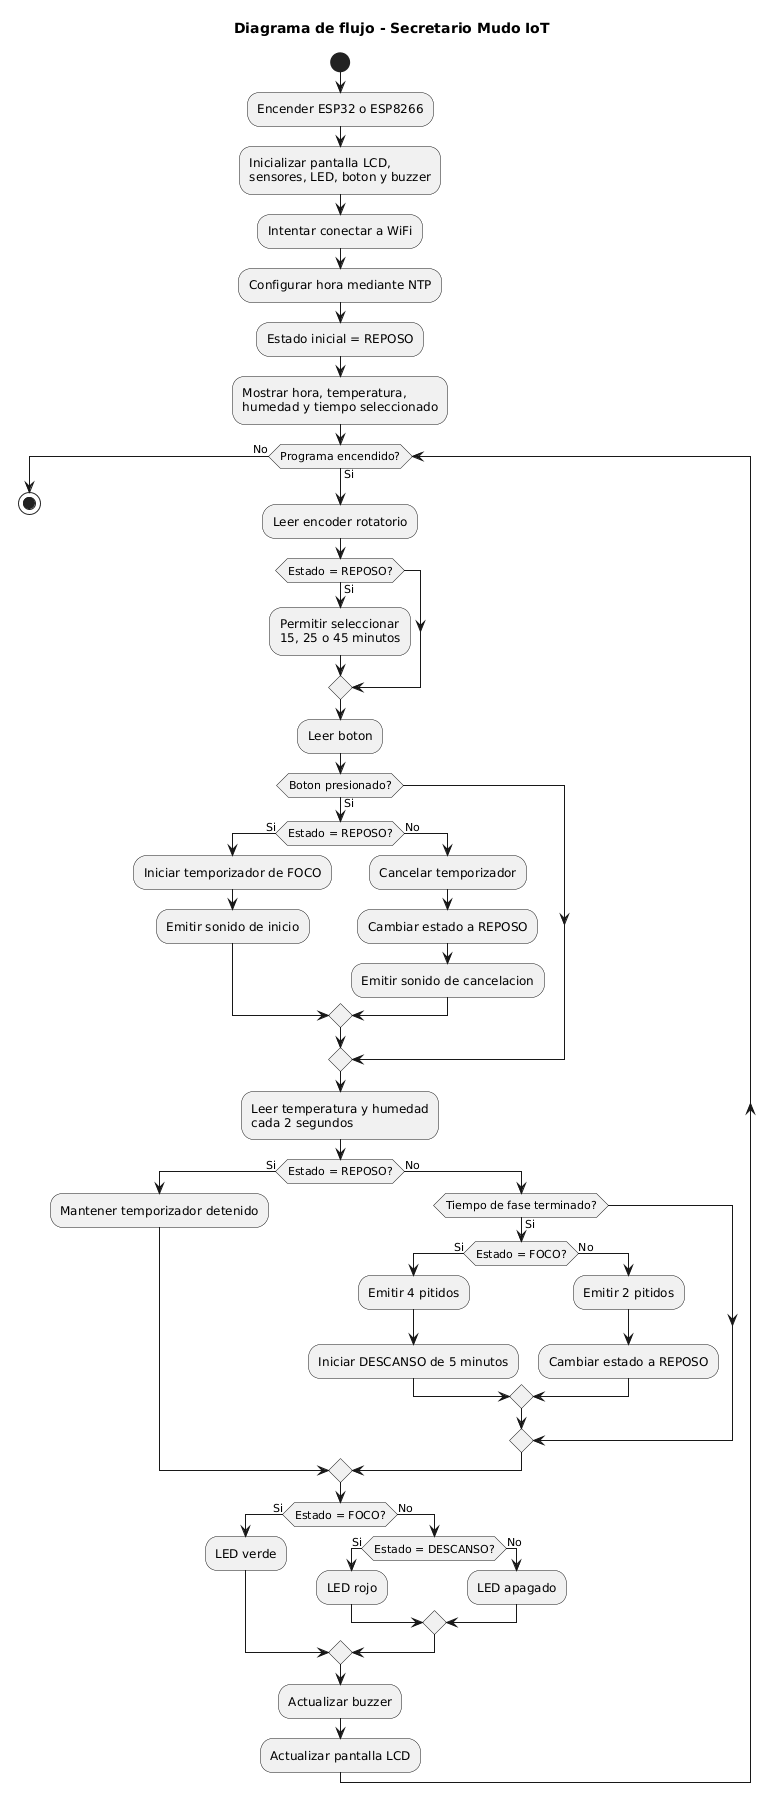 Diagrama de flujo - Secretario Mudo IoT
Encender ESP32 o ESP8266
Inicializar pantalla LCD,
sensores, LED, boton y buzzer
Intentar conectar a WiFi
Configurar hora mediante NTP
Estado inicial = REPOSO
Mostrar hora, temperatura,
humedad y tiempo seleccionado
No
Programa encendido?
Si
Leer encoder rotatorio
Estado = REPOSO?
Si
Permitir seleccionar
15, 25 o 45 minutos
Leer boton
Boton presionado?
Si
Si
Estado = REPOSO?
No
Iniciar temporizador de FOCO
Cancelar temporizador
Emitir sonido de inicio
Cambiar estado a REPOSO
Emitir sonido de cancelacion
Leer temperatura y humedad
cada 2 segundos
Si
Estado = REPOSO?
No
Mantener temporizador detenido
Tiempo de fase terminado?
Si
Si
Estado = FOCO?
No
Emitir 4 pitidos
Emitir 2 pitidos
Iniciar DESCANSO de 5 minutos
Cambiar estado a REPOSO
Si
Estado = FOCO?
No
LED verde
Si
Estado = DESCANSO?
No
LED rojo
LED apagado
Actualizar buzzer
Actualizar pantalla LCD